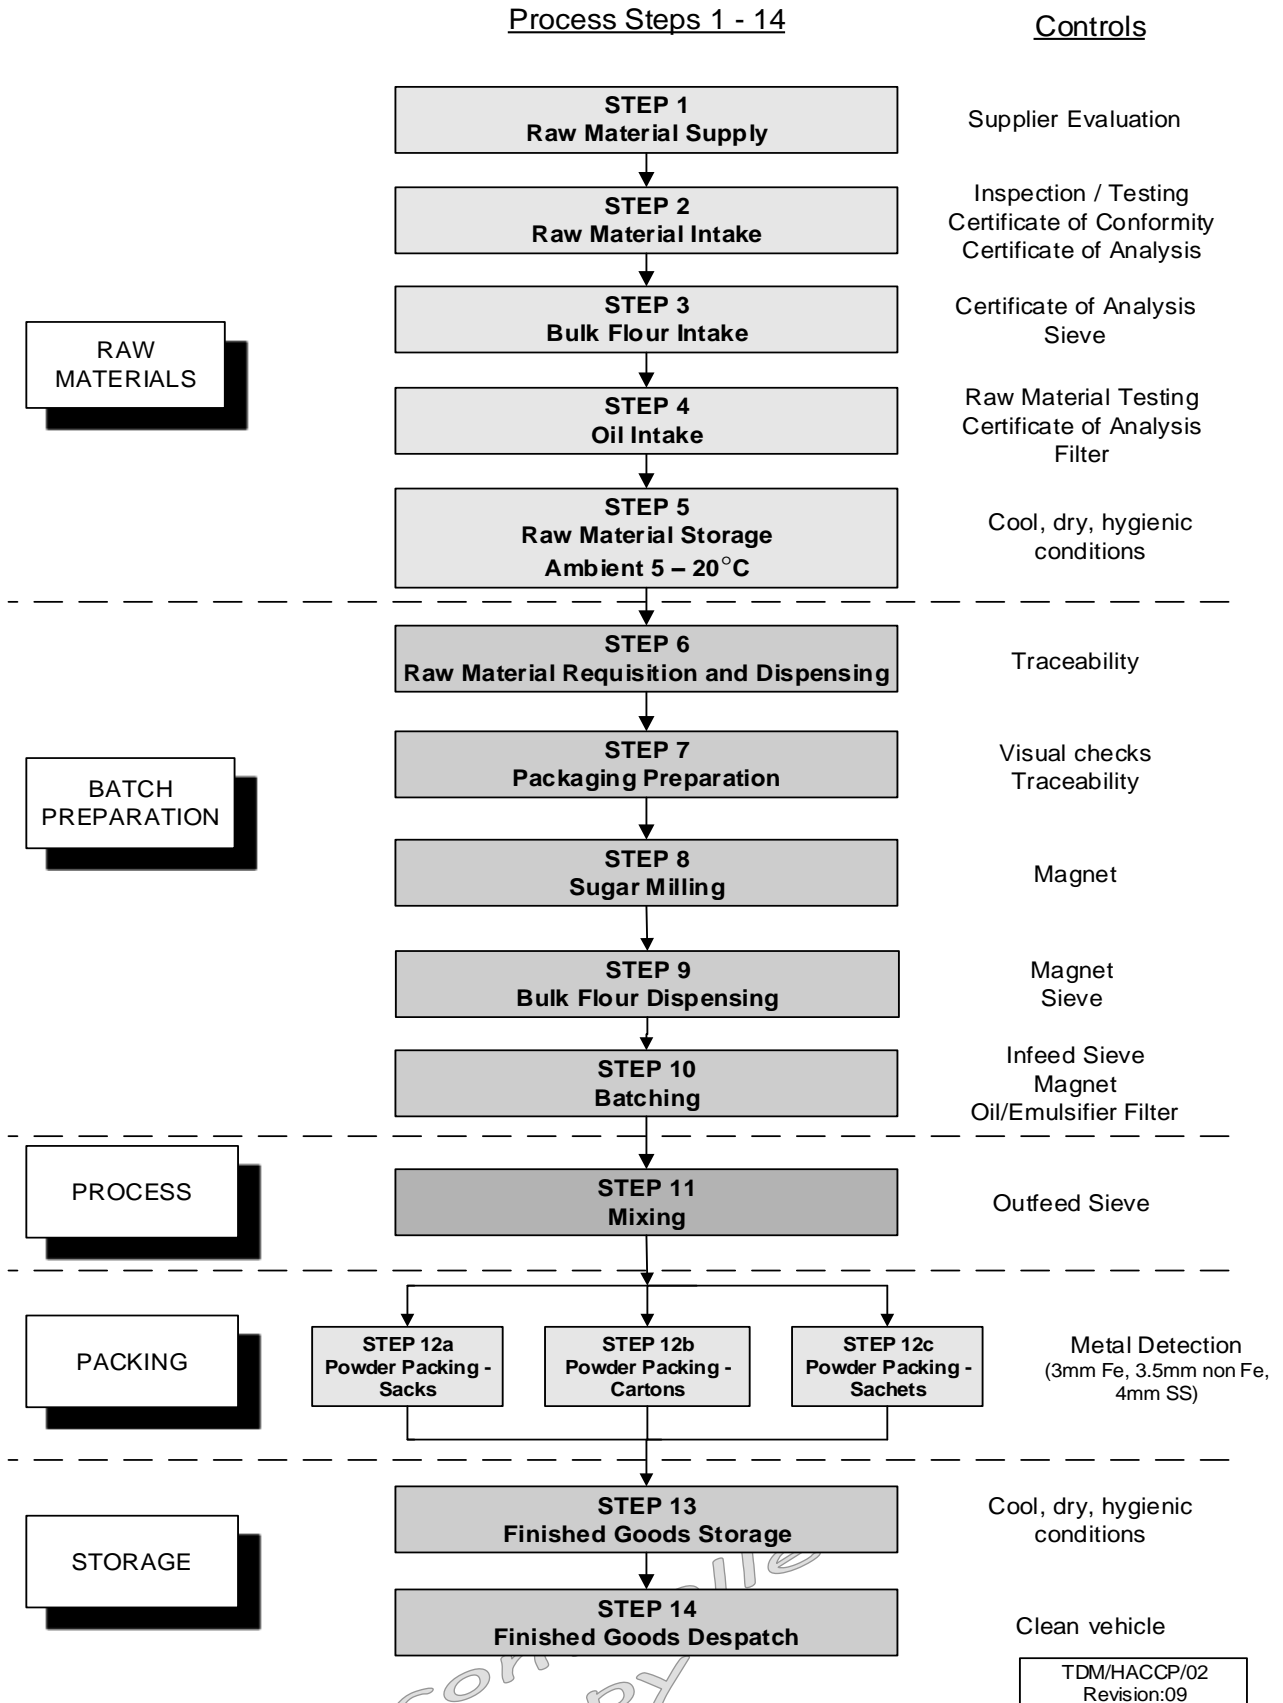 Process Steps 1 - 14
Controls
STEP 1
Raw Material Supply
Supplier Evaluation
STEP 2
Raw Material Intake
Inspection / Testing
Certificate of Conformity
Certificate of Analysis
STEP 3
Bulk Flour Intake
Certificate of Analysis
Sieve
RAW
MATERIALS
STEP 4
Oil Intake
Raw Material Testing
Certificate of Analysis
Filter
STEP 5
Raw Material Storage
Ambient 5 – 20°C
Cool, dry, hygienic
conditions
STEP 6
Raw Material Requisition and Dispensing
Traceability
STEP 7
Packaging Preparation
Visual checks
Traceability
BATCH
PREPARATION
STEP 8
Sugar Milling
Magnet
STEP 9
Bulk Flour Dispensing
Magnet
Sieve
STEP 10
Batching
Infeed Sieve
Magnet
Oil/Emulsifier Filter
PROCESS
STEP 11
Mixing
Outfeed Sieve
PACKING
STEP 12a
Powder Packing -
Sacks
STEP 12b
Powder Packing -
Cartons
STEP 12c
Powder Packing -
Sachets
Metal Detection
(3mm Fe, 3.5mm non Fe,
4mm SS)
STEP 13
Finished Goods Storage
Cool, dry, hygienic
conditions
STORAGE
STEP 14
Finished Goods Despatch
Clean vehicle
TDM/HACCP/02
Revision:09